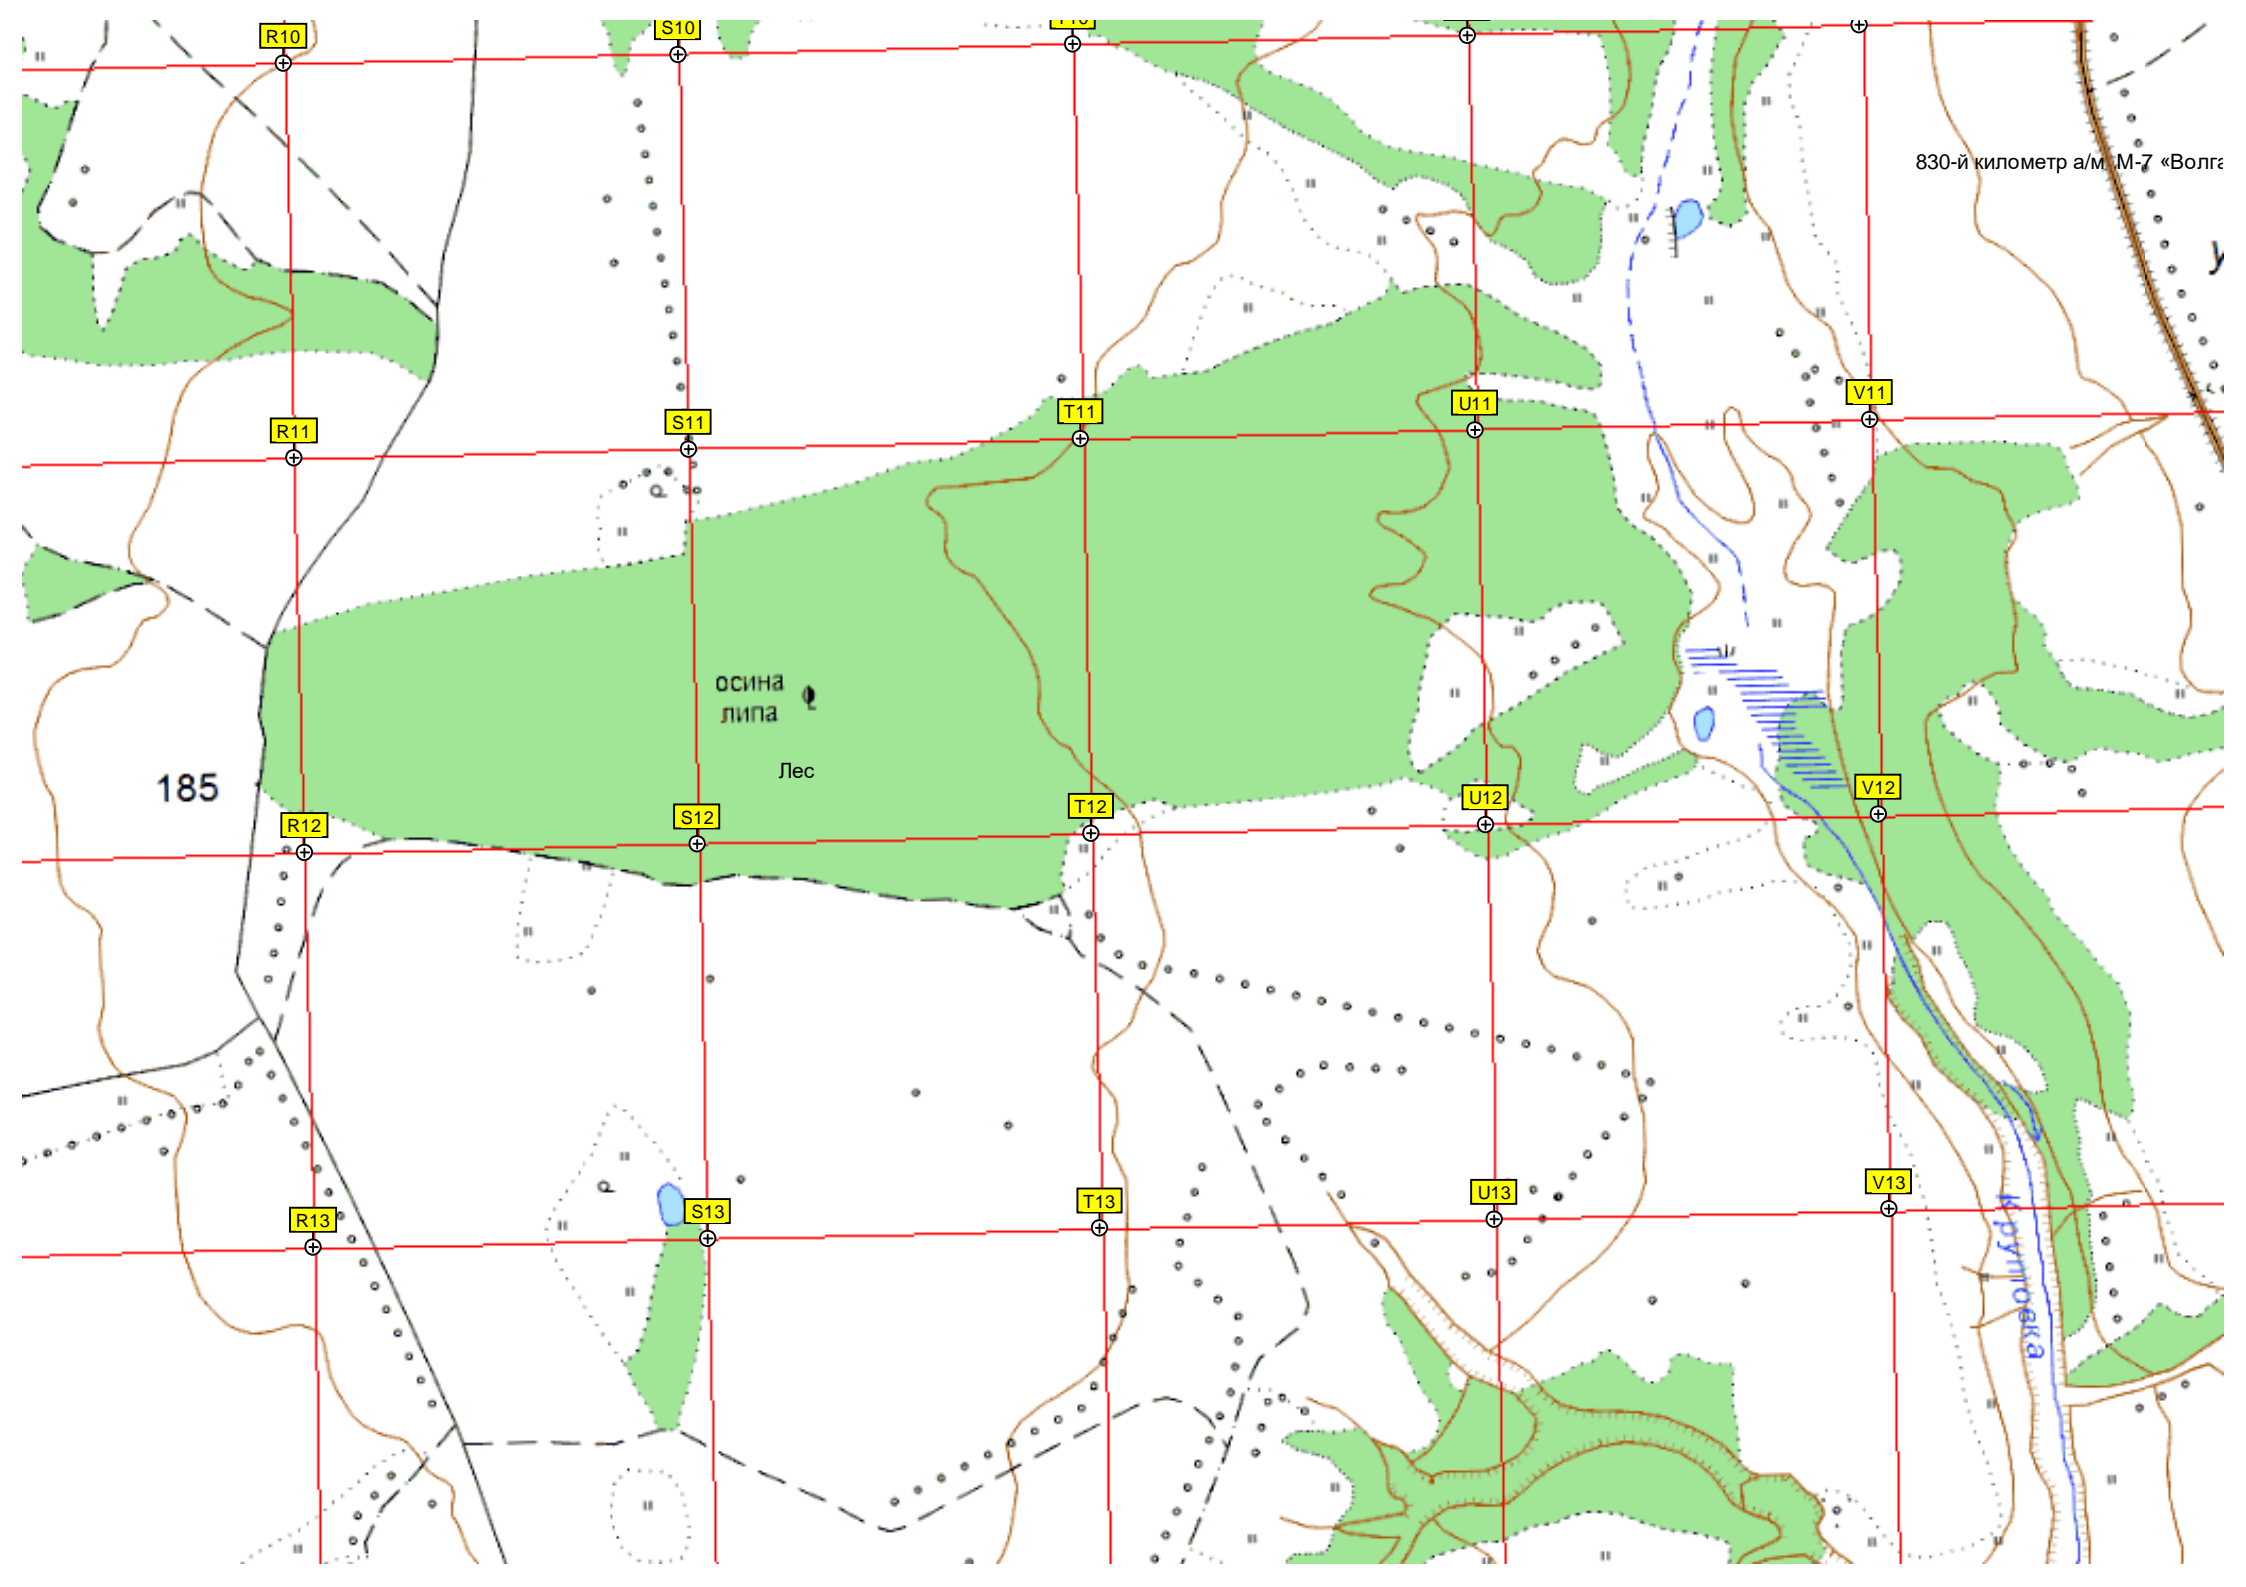 R10
S10
T10
830-й километр а/м М-7 «Волга
у
R11
S11
T11
U11
V11
осина
липа
Лес
185
R12
S12
T12
U12
V12
R13
S13
T13
U13
V13
Крутовка